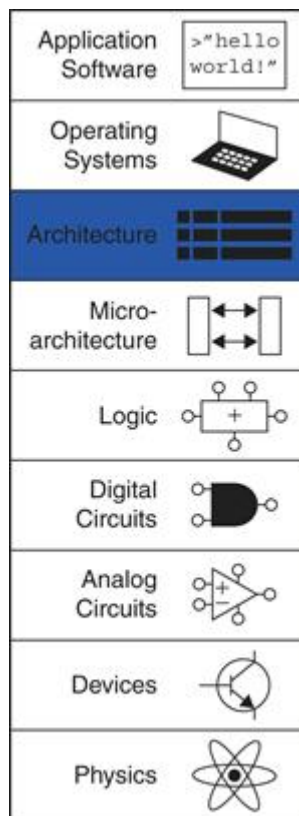 Application
Software
>"hello
world!"
Operating
Systems
Architecture
Micro-
architecture
Logic
+
Digital
Circuits
Analog
Circuits
+
−
Devices
Physics